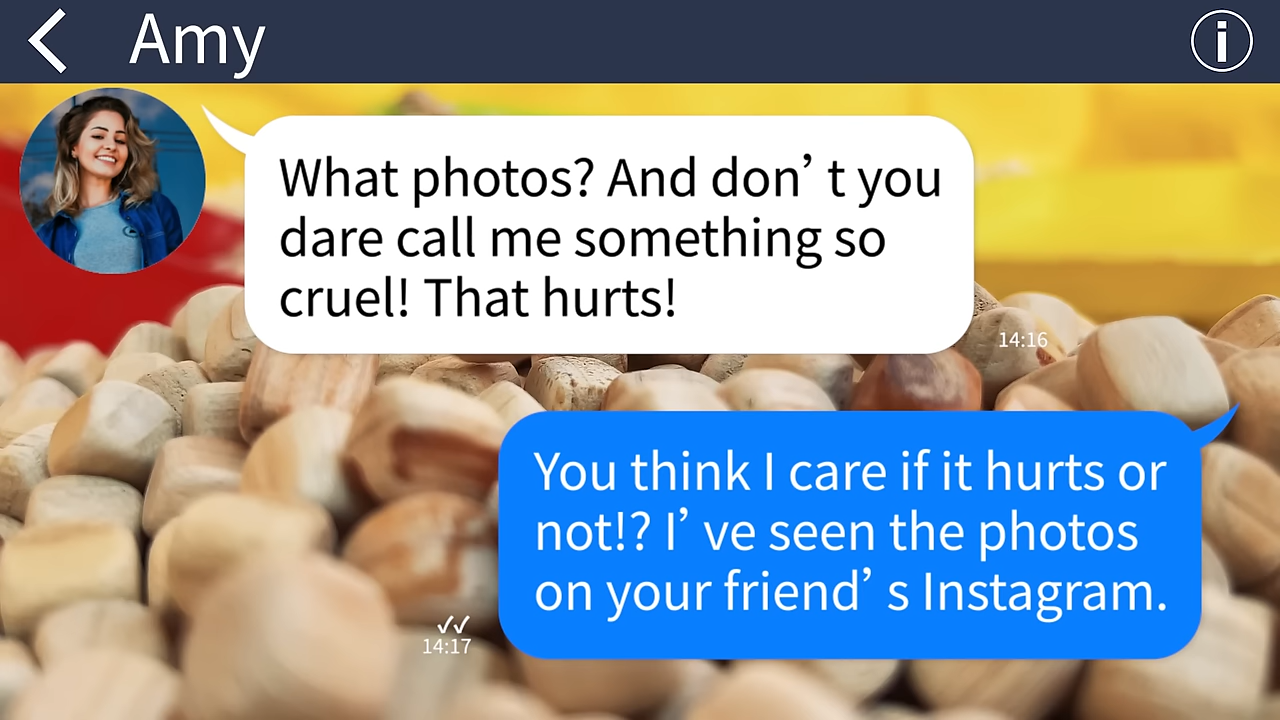 Amy
What photos? And don’ t you
dare call me something so
cruel! That hurts!
14:16
You think I care if it hurts or
not!? I’ ve seen the photos
on your friend’ s Instagram.
14:17